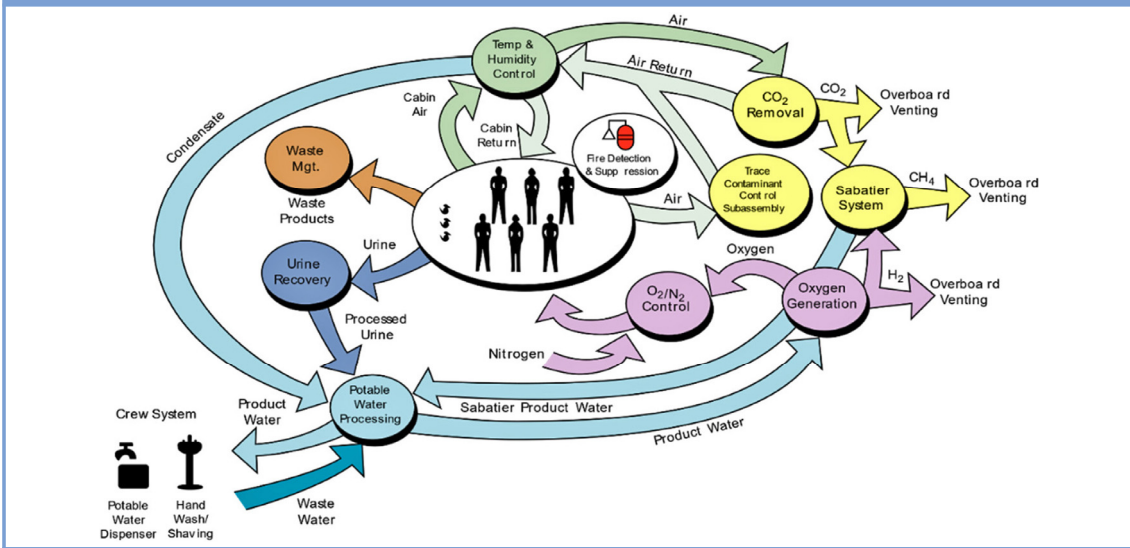 Air
Temp &
Humidity
Control
Air Return
CO2
Removal
CO2
Overboa rd
Venting
Condensate
Cabin
Air
Cabin
Return
Fire Detection
& Supp ression
Waste Mgt.
Waste
Products
Trace
Contaminant
Control
Subassembly
Sabatier
System
CH4
Overboa rd
Venting
Air
Urine
Oxygen
Urine
Recovery
O2/N2
Control
Oxygen
Generation
H2
Overboa rd
Venting
Processed
Urine
Nitrogen
Potable
Water
Processing
Sabatier Product Water
Product Water
Crew System
Product
Water
Potable
Water
Dispenser
Hand
Wash/
Shaving
Waste
Water